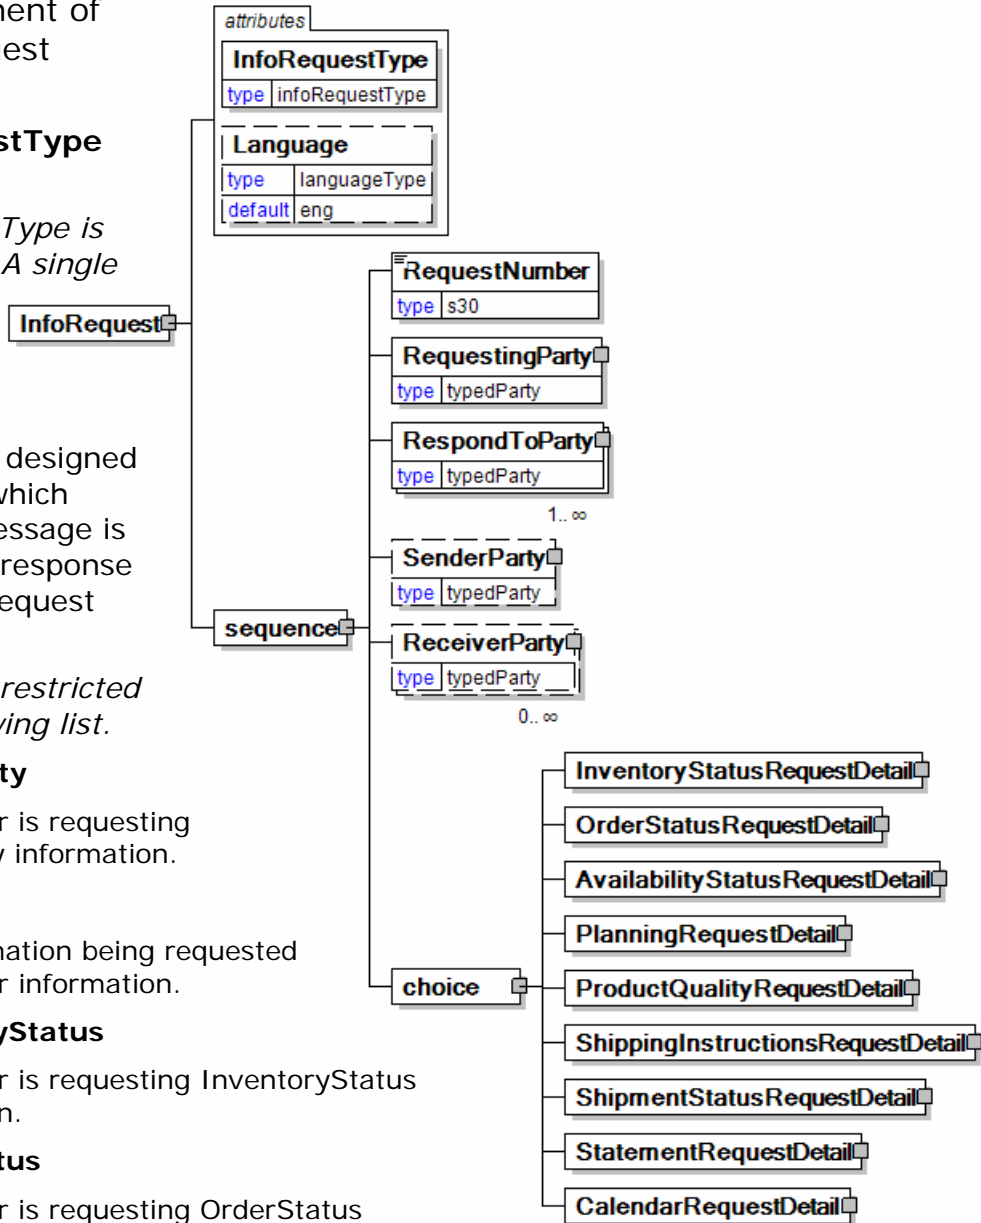 nent of
lest
stType
Type is
A single
designed
which
essage is
response
equest
restricted
ving list.
ty
r is requesting
y information.
nation being requested
r information.
yStatus
r is requesting InventoryStatus
n.
tus
r is requesting OrderStatus
attributes
InfoRequestType
type infoRequestType
Language
type languageType
default eng
InfoRequest
sequence
RequestNumber
type s30
RequestingParty
type typedParty
RespondToParty
type typedParty
1.. ∞
SenderParty
type typedParty
ReceiverParty
type typedParty
0.. ∞
choice
InventoryStatusRequestDetail
OrderStatusRequestDetail
AvailabilityStatusRequestDetail
PlanningRequestDetail
ProductQualityRequestDetail
ShippingInstructionsRequestDetail
ShipmentStatusRequestDetail
StatementRequestDetail
CalendarRequestDetail